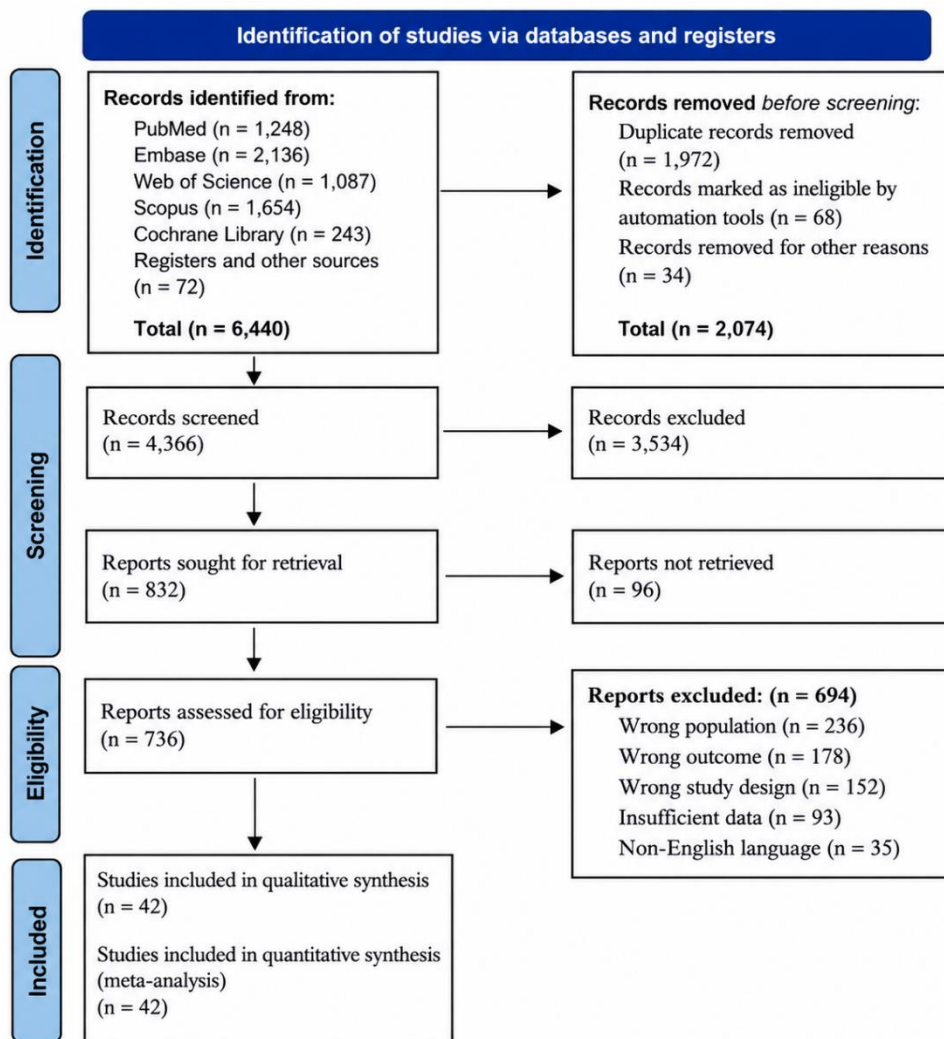 Identification of studies via databases and registers
Identification
Records identified from:
PubMed (n = 1,248)
Embase (n = 2,136)
Web of Science (n = 1,087)
Scopus (n = 1,654)
Cochrane Library (n = 243)
Registers and other sources
(n = 72)
Total (n = 6,440)
Records removed before screening:
Duplicate records removed
(n = 1,972)
Records marked as ineligible by
automation tools (n = 68)
Records removed for other reasons
(n = 34)
Total (n = 2,074)
Screening
Records screened
(n = 4,366)
Records excluded
(n = 3,534)
Reports sought for retrieval
(n = 832)
Reports not retrieved
(n = 96)
Eligibility
Reports assessed for eligibility
(n = 736)
Reports excluded: (n = 694)
Wrong population (n = 236)
Wrong outcome (n = 178)
Wrong study design (n = 152)
Insufficient data (n = 93)
Non-English language (n = 35)
Included
Studies included in qualitative synthesis
(n = 42)
Studies included in quantitative synthesis
(meta-analysis)
(n = 42)